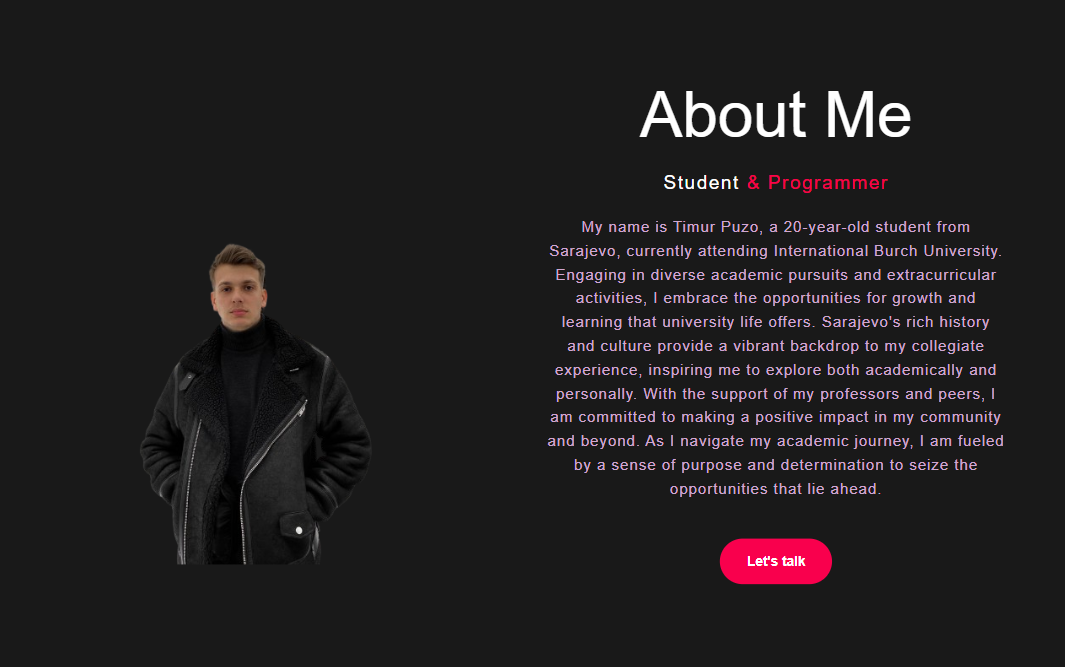 About Me
Student & Programmer
My name is Timur Puzo, a 20-year-old student from
Sarajevo, currently attending International Burch University.
Engaging in diverse academic pursuits and extracurricular
activities, I embrace the opportunities for growth and
learning that university life offers. Sarajevo's rich history
and culture provide a vibrant backdrop to my collegiate
experience, inspiring me to explore both academically and
personally. With the support of my professors and peers, I
am committed to making a positive impact in my community
and beyond. As I navigate my academic journey, I am fueled
by a sense of purpose and determination to seize the
opportunities that lie ahead.
Let's talk